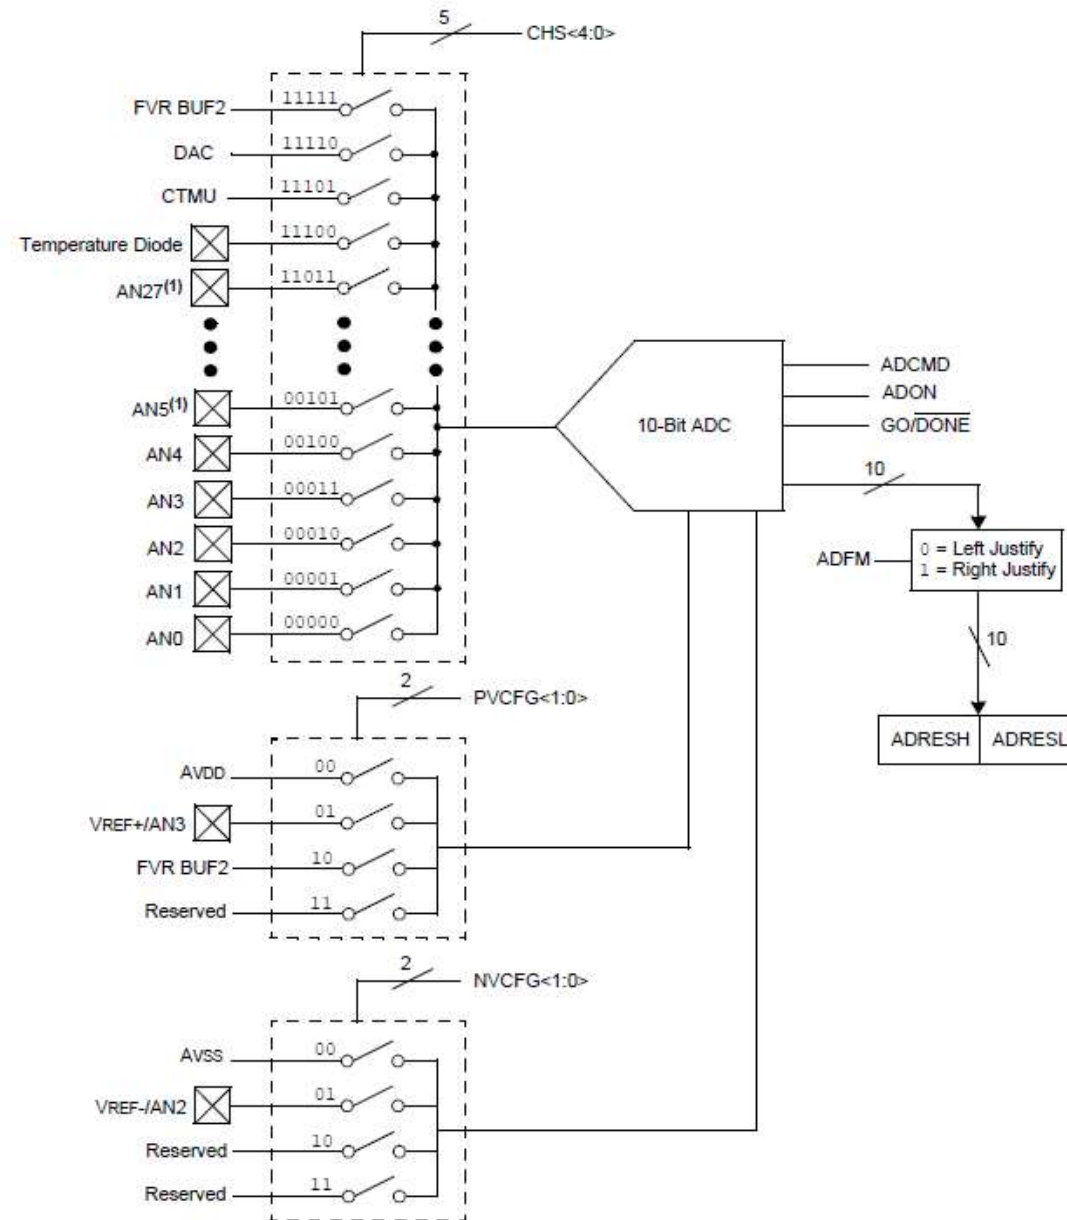 5
CHS<4:0>
FVR BUF2 11111
DAC 11110
CTMU 11101
Temperature Diode 11100
AN27(1) 11011
AN5(1) 00101
AN4 00100
AN3 00011
AN2 00010
AN1 00001
AN0 00000
10-Bit ADC
ADCMD
ADON
GO/DONE
10
ADFM
0 = Left Justify
1 = Right Justify
10
ADRESH ADRESL
2
PVCFG<1:0>
AVDD 00
VREF+/AN3 01
FVR BUF2 10
Reserved 11
2
NVCFG<1:0>
AVSS 00
VREF-/AN2 01
Reserved 10
Reserved 11